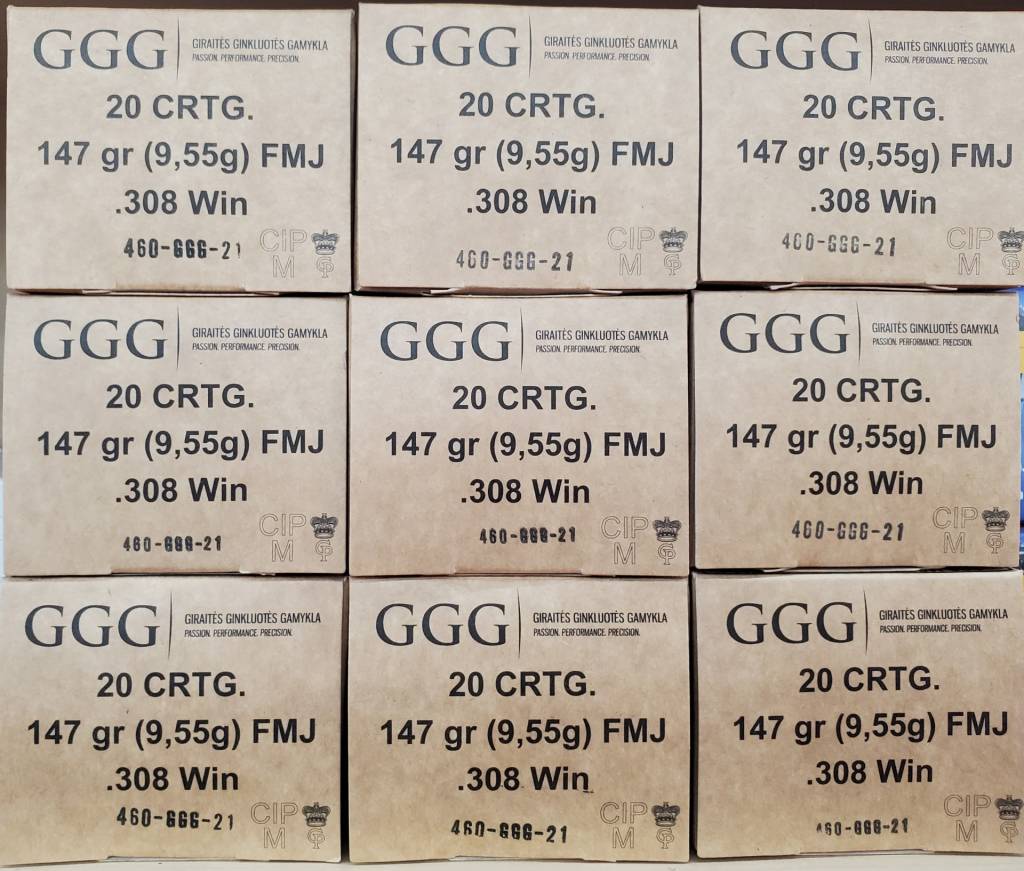 GGG GIRAITĖS GINKLUOTĖS GAMYKLA
PASSION. PERFORMANCE. PRECISION.
20 CRTG.
147 gr (9,55g) FMJ
.308 Win
460-GGG-21
CIP
M
GGG GIRAITĖS GINKLUOTĖS GAMYKLA
PASSION. PERFORMANCE. PRECISION.
20 CRTG.
147 gr (9,55g) FMJ
.308 Win
460-GGG-21
CIP
M
GGG GIRAITĖS GINKLUOTĖS GAMYKLA
PASSION. PERFORMANCE. PRECISION.
20 CRTG.
147 gr (9,55g) FMJ
.308 Win
460-GGG-21
CIP
M
GGG GIRAITĖS GINKLUOTĖS GAMYKLA
PASSION. PERFORMANCE. PRECISION.
20 CRTG.
147 gr (9,55g) FMJ
.308 Win
460-GGG-21
CIP
M
GGG GIRAITĖS GINKLUOTĖS GAMYKLA
PASSION. PERFORMANCE. PRECISION.
20 CRTG.
147 gr (9,55g) FMJ
.308 Win
460-GGG-21
CIP
M
GGG GIRAITĖS GINKLUOTĖS GAMYKLA
PASSION. PERFORMANCE. PRECISION.
20 CRTG.
147 gr (9,55g) FMJ
.308 Win
460-GGG-21
CIP
M
GGG GIRAITĖS GINKLUOTĖS GAMYKLA
PASSION. PERFORMANCE. PRECISION.
20 CRTG.
147 gr (9,55g) FMJ
.308 Win
460-GGG-21
CIP
M
GGG GIRAITĖS GINKLUOTĖS GAMYKLA
PASSION. PERFORMANCE. PRECISION.
20 CRTG.
147 gr (9,55g) FMJ
.308 Win
460-GGG-21
CIP
M
GGG GIRAITĖS GINKLUOTĖS GAMYKLA
PASSION. PERFORMANCE. PRECISION.
20 CRTG.
147 gr (9,55g) FMJ
.308 Win
460-GGG-21
CIP
M